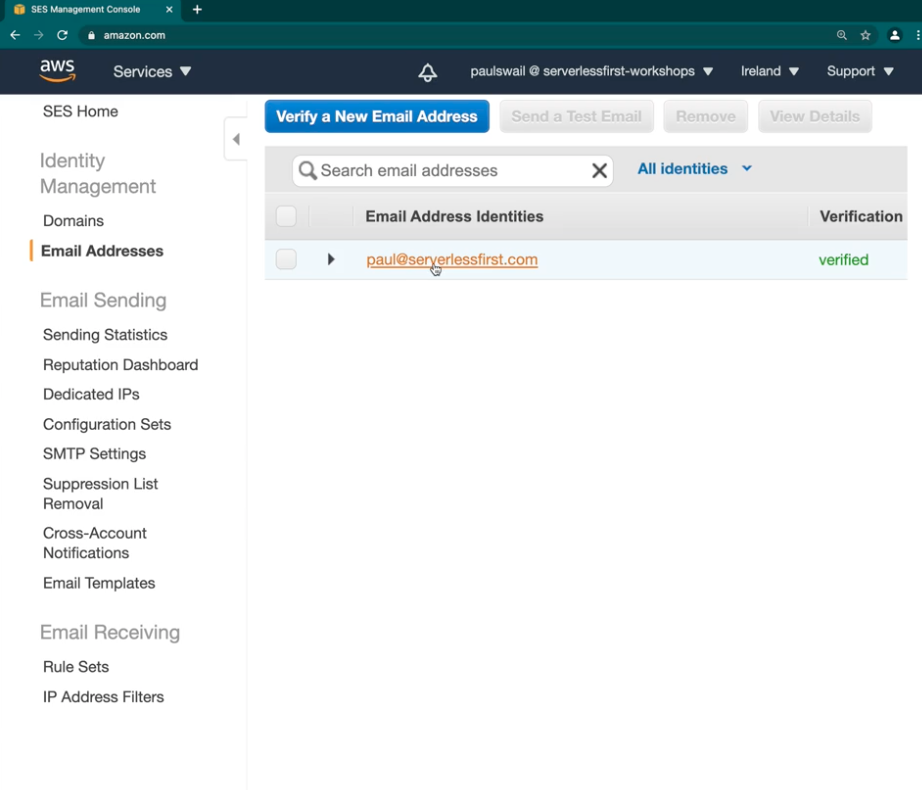 SES Management Console
amazon.com
aws
Services
paulswail @ serverlessfirst-workshops
Ireland
Support
SES Home
Identity
Management
Domains
Email Addresses
Email Sending
Sending Statistics
Reputation Dashboard
Dedicated IPs
Configuration Sets
SMTP Settings
Suppression List
Removal
Cross-Account
Notifications
Email Templates
Email Receiving
Rule Sets
IP Address Filters
Verify a New Email Address
Send a Test Email
Remove
View Details
Search email addresses
All identities
Email Address Identities
Verification
paul@serverlessfirst.com
verified